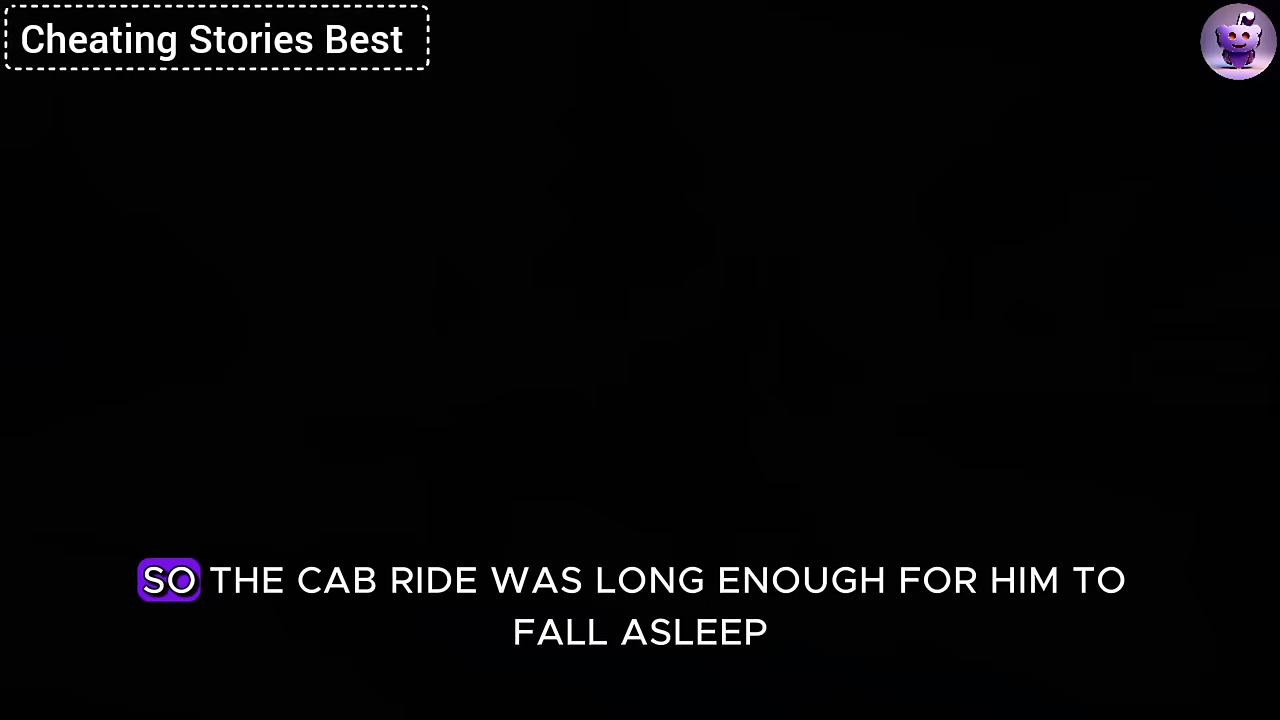 Cheating Stories Best
SO THE CAB RIDE WAS LONG ENOUGH FOR HIM TO
FALL ASLEEP